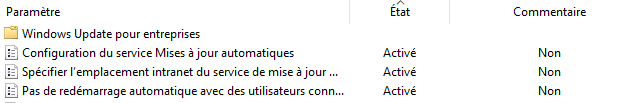 Paramètre État Commentaire
Windows Update pour entreprises
Configuration du service Mises à jour automatiques Activé Non
Spécifier l'emplacement intranet du service de mise à jour ... Activé Non
Pas de redémarrage automatique avec des utilisateurs conn... Activé Non